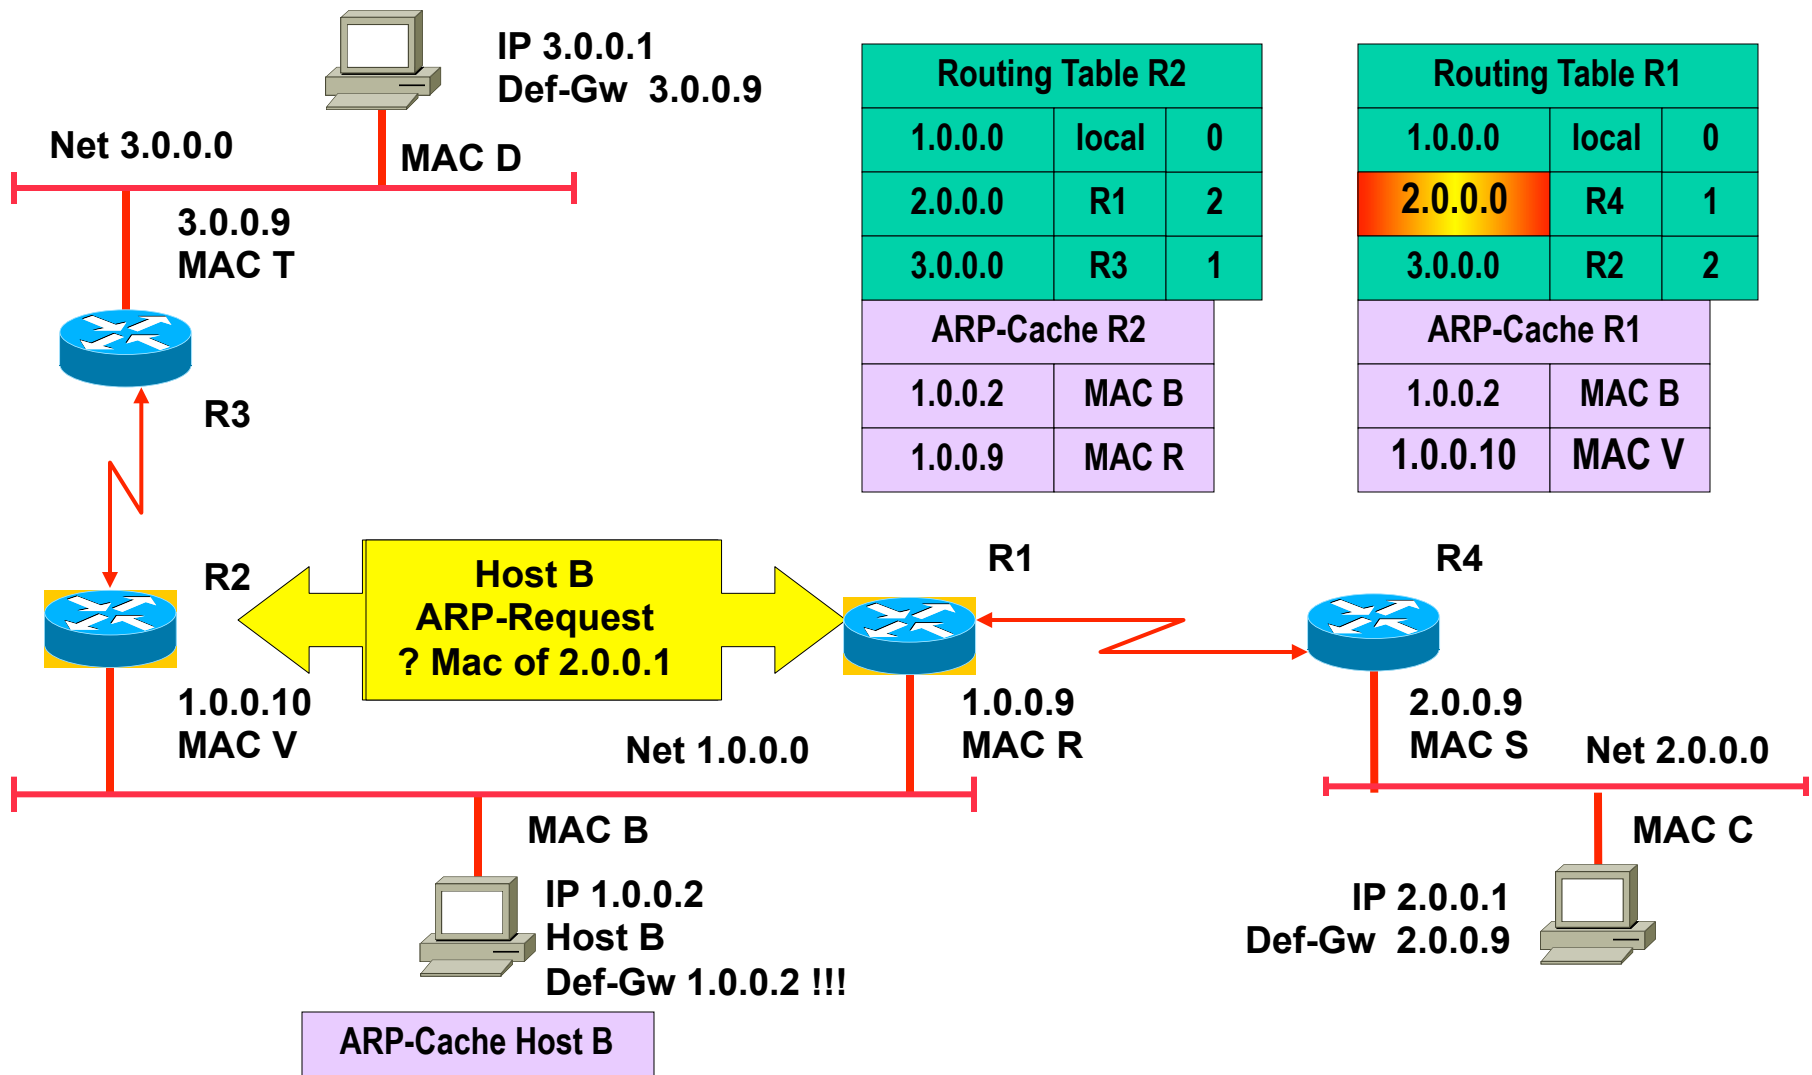 IP 3.0.0.1
Def-Gw 3.0.0.9
Net 3.0.0.0
MAC D
3.0.0.9
MAC T
R3
Routing Table R2
1.0.0.0 local 0
2.0.0.0 R1 2
3.0.0.0 R3 1
ARP-Cache R2
1.0.0.2 MAC B
1.0.0.9 MAC R
Routing Table R1
1.0.0.0 local 0
2.0.0.0 R4 1
3.0.0.0 R2 2
ARP-Cache R1
1.0.0.2 MAC B
1.0.0.10 MAC V
R2
Host B
ARP-Request
? Mac of 2.0.0.1
R1
R4
1.0.0.10
MAC V
Net 1.0.0.0
1.0.0.9
MAC R
2.0.0.9
MAC S
Net 2.0.0.0
MAC B
MAC C
IP 1.0.0.2
Host B
Def-Gw 1.0.0.2 !!!
IP 2.0.0.1
Def-Gw 2.0.0.9
ARP-Cache Host B